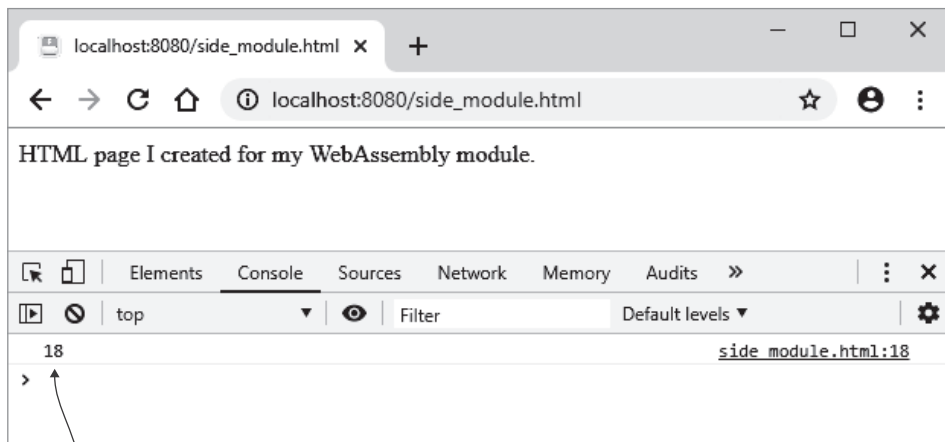 localhost:8080/side_module.html
localhost:8080/side_module.html
HTML page I created for my WebAssembly module.
Elements Console Sources Network Memory Audits »
top Filter Default levels
18 side_module.html:18
>